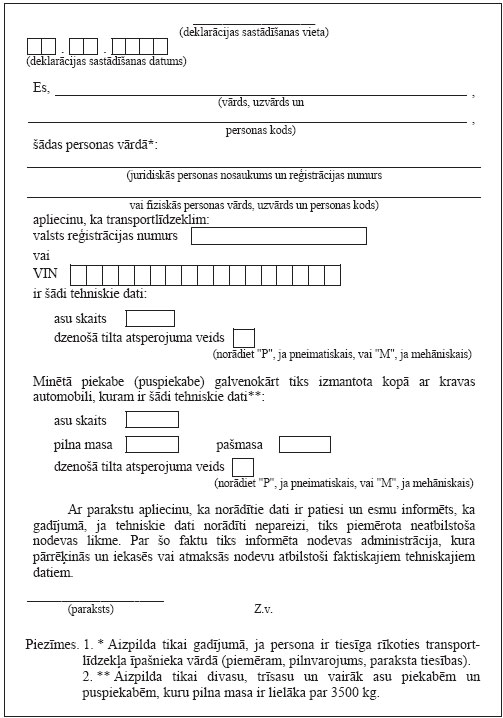 (deklarācijas sastādīšanas vieta)
. .
(deklarācijas sastādīšanas datums)
Es, ,
(vārds, uzvārds un
,
personas kods)
šādas personas vārdā*:
(juridiskās personas nosaukums un reģistrācijas numurs
vai fiziskās personas vārds, uzvārds un personas kods)
apliecinu, ka transportlīdzeklim:
valsts reģistrācijas numurs
vai
VIN
ir šādi tehniskie dati:
asu skaits
dzenošā tilta atsperojuma veids
(norādiet "P", ja pneimatiskais, vai "M", ja mehāniskais)
Minētā piekabe (puspiekabe) galvenokārt tiks izmantota kopā ar kravas
automobili, kuram ir šādi tehniskie dati**:
asu skaits
pilna masa pašmasa
dzenošā tilta atsperojuma veids
(norādiet "P", ja pneimatiskais, vai "M", ja mehāniskais)
Ar parakstu apliecinu, ka norādītie dati ir patiesi un esmu informēts, ka
gadījumā, ja tehniskie dati norādīti nepareizi, tiks piemērota neatbilstoša
nodevas likme. Par šo faktu tiks informēta nodevas administrācija, kura
pārrēķinās un iekasēs vai atmaksās nodevu atbilstoši faktiskajiem tehniskajiem
datiem.
(paraksts) Z.v.
Piezīmes. 1. * Aizpilda tikai gadījumā, ja persona ir tiesīga rīkoties transport-
līdzekļa īpašnieka vārdā (piemēram, pilnvarojums, paraksta tiesības).
2. ** Aizpilda tikai divasu, trīsasu un vairāk asu piekabēm un
puspiekabēm, kuru pilna masa ir lielāka par 3500 kg.